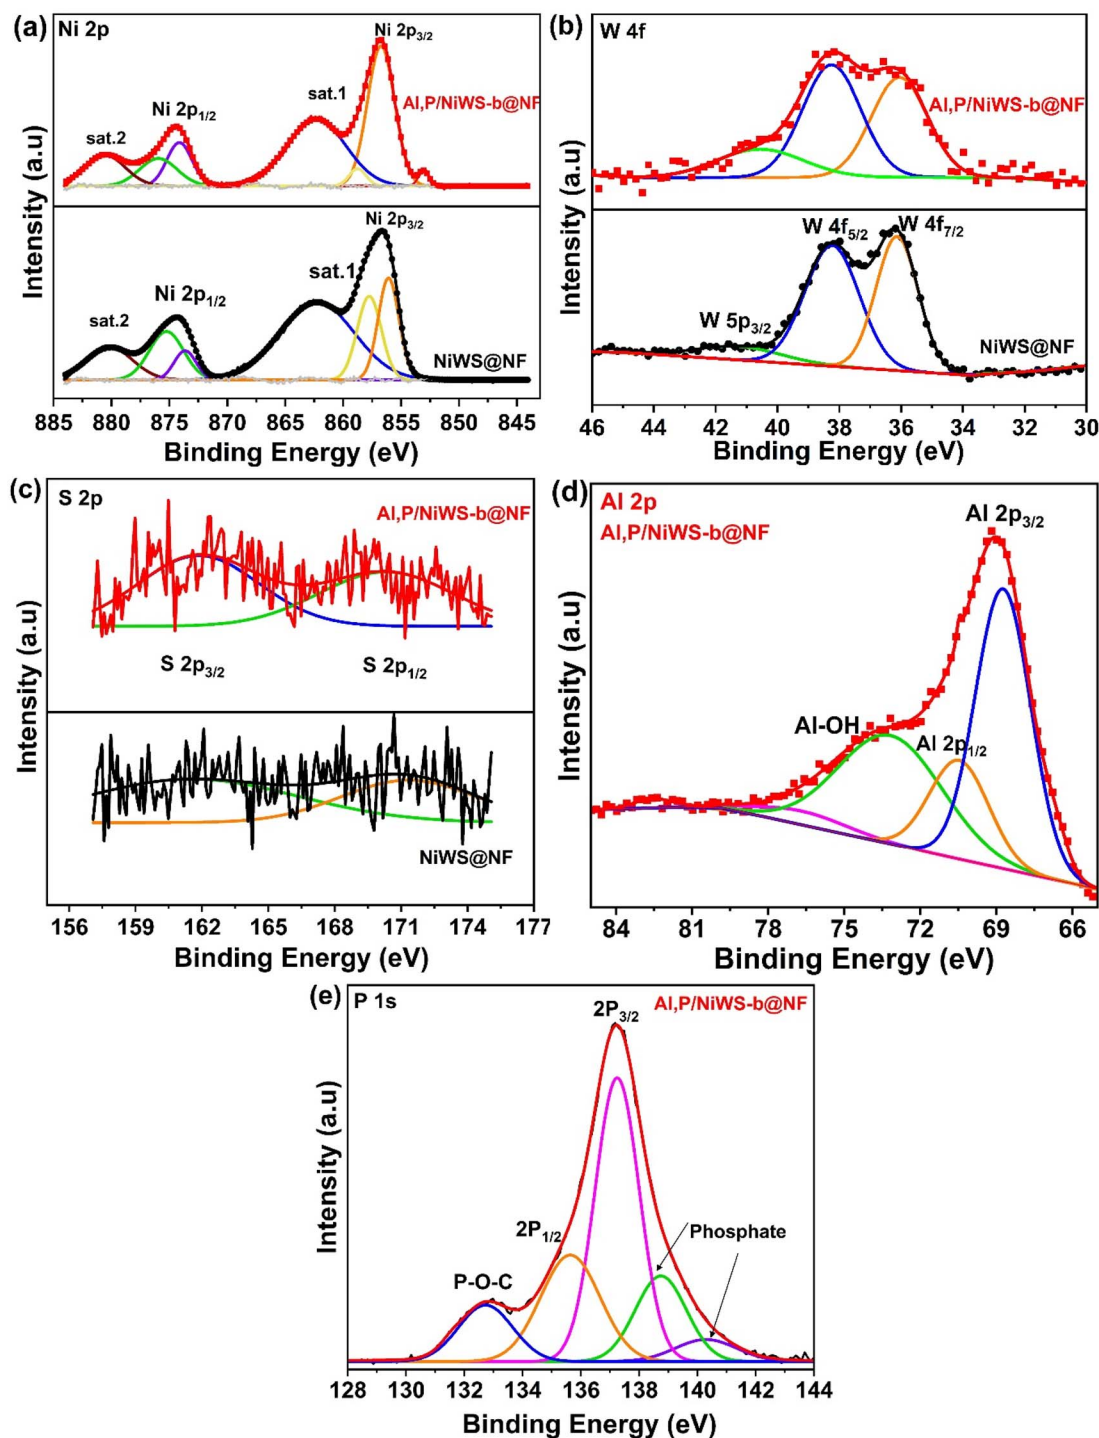 (a) Ni 2p
Ni 2p3/2
sat.1
Al,P/NiWS-b@NF
Ni 2p1/2
sat.2
Ni 2p3/2
sat.1
Ni 2p1/2
sat.2
NiWS@NF
Intensity (a.u)
885 880 875 870 865 860 855 850 845
Binding Energy (eV)
(b) W 4f
Al,P/NiWS-b@NF
W 4f5/2
W 4f7/2
W 5p3/2
NiWS@NF
Intensity (a.u)
46 44 42 40 38 36 34 32 30
Binding Energy (eV)
(c) S 2p
Al,P/NiWS-b@NF
S 2p3/2
S 2p1/2
NiWS@NF
Intensity (a.u)
156 159 162 165 168 171 174 177
Binding Energy (eV)
(d) Al 2p
Al,P/NiWS-b@NF
Al 2p3/2
Al-OH
Al 2p1/2
Intensity (a.u)
84 81 78 75 72 69 66
Binding Energy (eV)
(e) P 1s
2P3/2
Al,P/NiWS-b@NF
2P1/2
Phosphate
P-O-C
Intensity (a.u)
128 130 132 134 136 138 140 142 144
Binding Energy (eV)